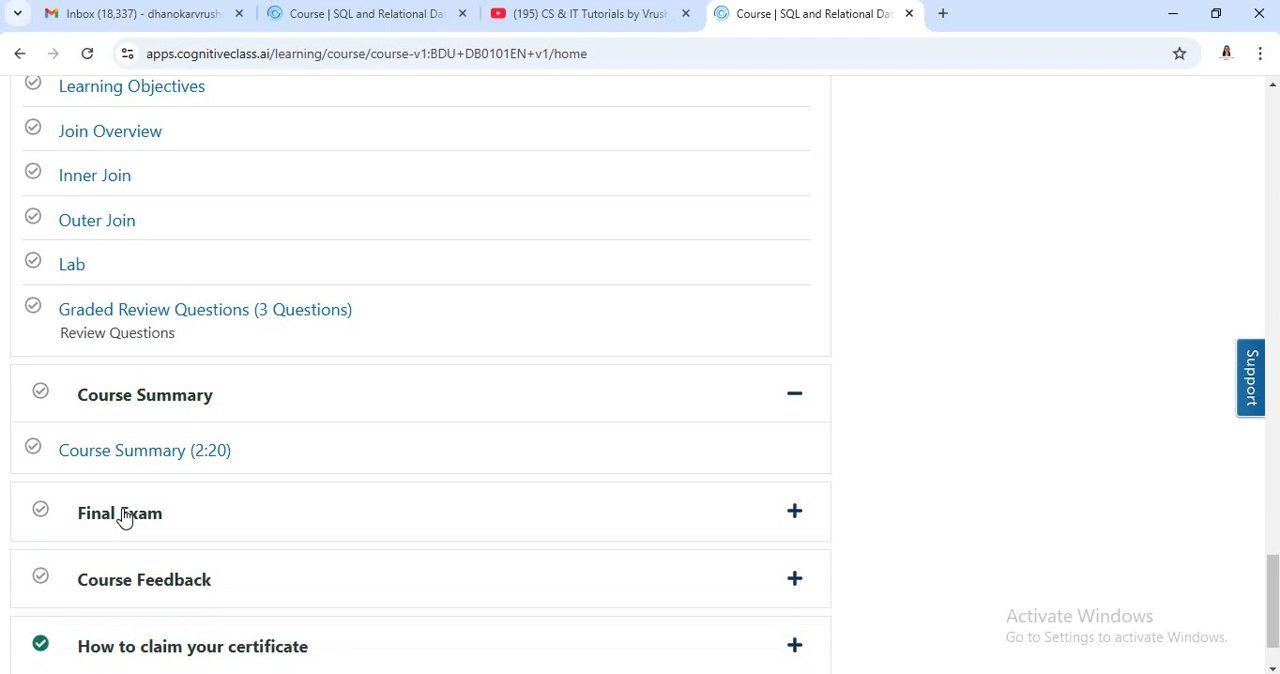 Inbox (18,337) - dhanokarvrush
Course | SQL and Relational Da
(195) CS & IT Tutorials by Vrush
Course | SQL and Relational Dat
apps.cognitiveclass.ai/learning/course/course-v1:BDU+DB0101EN+v1/home
Learning Objectives
Join Overview
Inner Join
Outer Join
Lab
Graded Review Questions (3 Questions)
Review Questions
Support
Course Summary
Course Summary (2:20)
Final Exam
Course Feedback
Activate Windows
Go to Settings to activate Windows.
How to claim your certificate